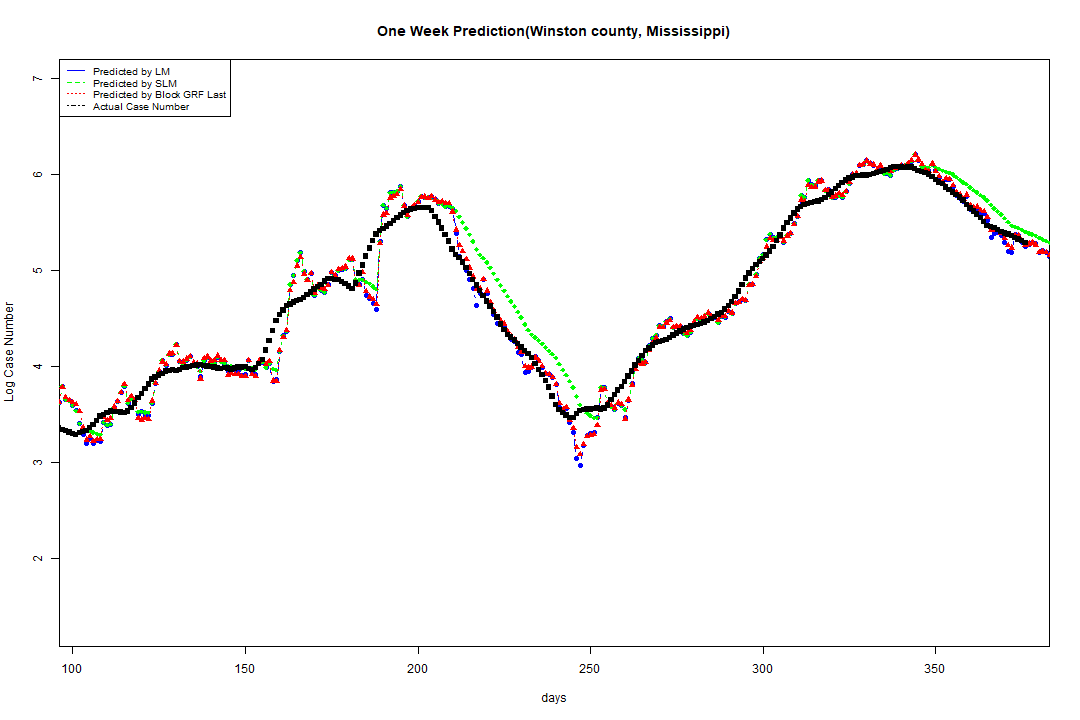 One Week Prediction(Winston county, Mississippi)
Predicted by LM
Predicted by SLM
Predicted by Block GRF Last
Actual Case Number
7
6
5
4
3
2
Log Case Number
100 150 200 250 300 350
days